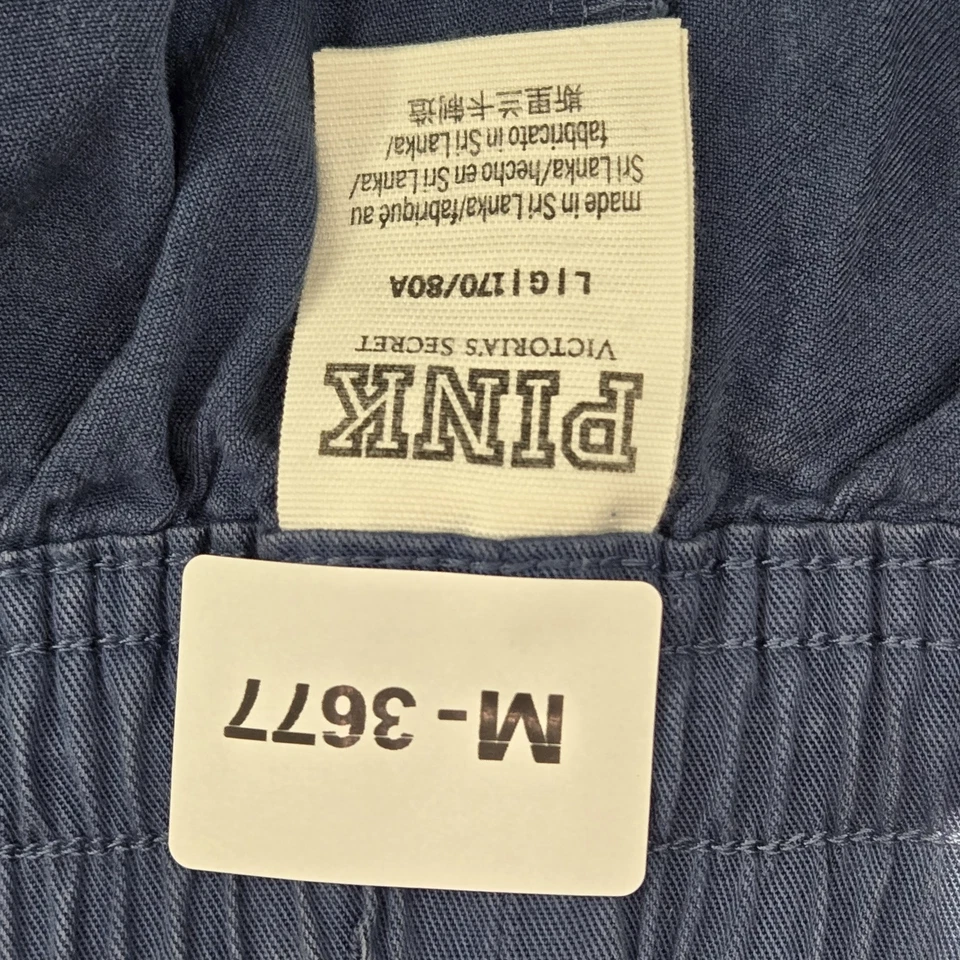 PINK
VICTORIA'S SECRET
L | G | 170/80A
made in Sri Lanka/fabriqué au
Sri Lanka/hecho en Sri Lanka/
fabbricato in Sri Lanka/
斯里兰卡制造
M-3677